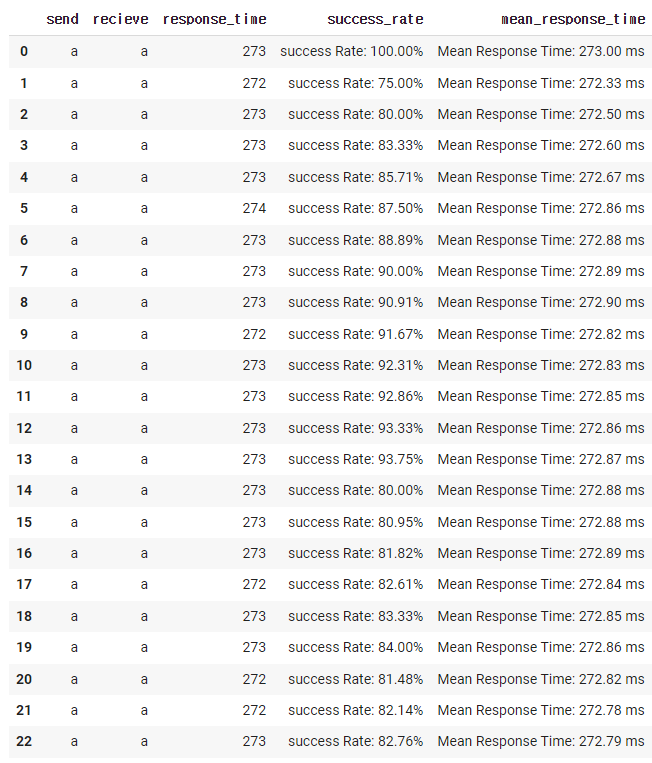 send recieve response_time success_rate mean_response_time
0 a a 273 success Rate: 100.00% Mean Response Time: 273.00 ms
1 a a 272 success Rate: 75.00% Mean Response Time: 272.33 ms
2 a a 273 success Rate: 80.00% Mean Response Time: 272.50 ms
3 a a 273 success Rate: 83.33% Mean Response Time: 272.60 ms
4 a a 273 success Rate: 85.71% Mean Response Time: 272.67 ms
5 a a 274 success Rate: 87.50% Mean Response Time: 272.86 ms
6 a a 273 success Rate: 88.89% Mean Response Time: 272.88 ms
7 a a 273 success Rate: 90.00% Mean Response Time: 272.89 ms
8 a a 273 success Rate: 90.91% Mean Response Time: 272.90 ms
9 a a 272 success Rate: 91.67% Mean Response Time: 272.82 ms
10 a a 273 success Rate: 92.31% Mean Response Time: 272.83 ms
11 a a 273 success Rate: 92.86% Mean Response Time: 272.85 ms
12 a a 273 success Rate: 93.33% Mean Response Time: 272.86 ms
13 a a 273 success Rate: 93.75% Mean Response Time: 272.87 ms
14 a a 273 success Rate: 80.00% Mean Response Time: 272.88 ms
15 a a 273 success Rate: 80.95% Mean Response Time: 272.88 ms
16 a a 273 success Rate: 81.82% Mean Response Time: 272.89 ms
17 a a 272 success Rate: 82.61% Mean Response Time: 272.84 ms
18 a a 273 success Rate: 83.33% Mean Response Time: 272.85 ms
19 a a 273 success Rate: 84.00% Mean Response Time: 272.86 ms
20 a a 272 success Rate: 81.48% Mean Response Time: 272.82 ms
21 a a 272 success Rate: 82.14% Mean Response Time: 272.78 ms
22 a a 273 success Rate: 82.76% Mean Response Time: 272.79 ms